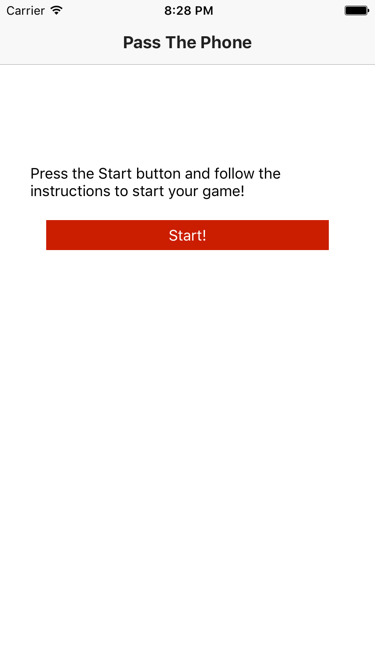 Carrier 8:28 PM
Pass The Phone
Press the Start button and follow the
instructions to start your game!
Start!